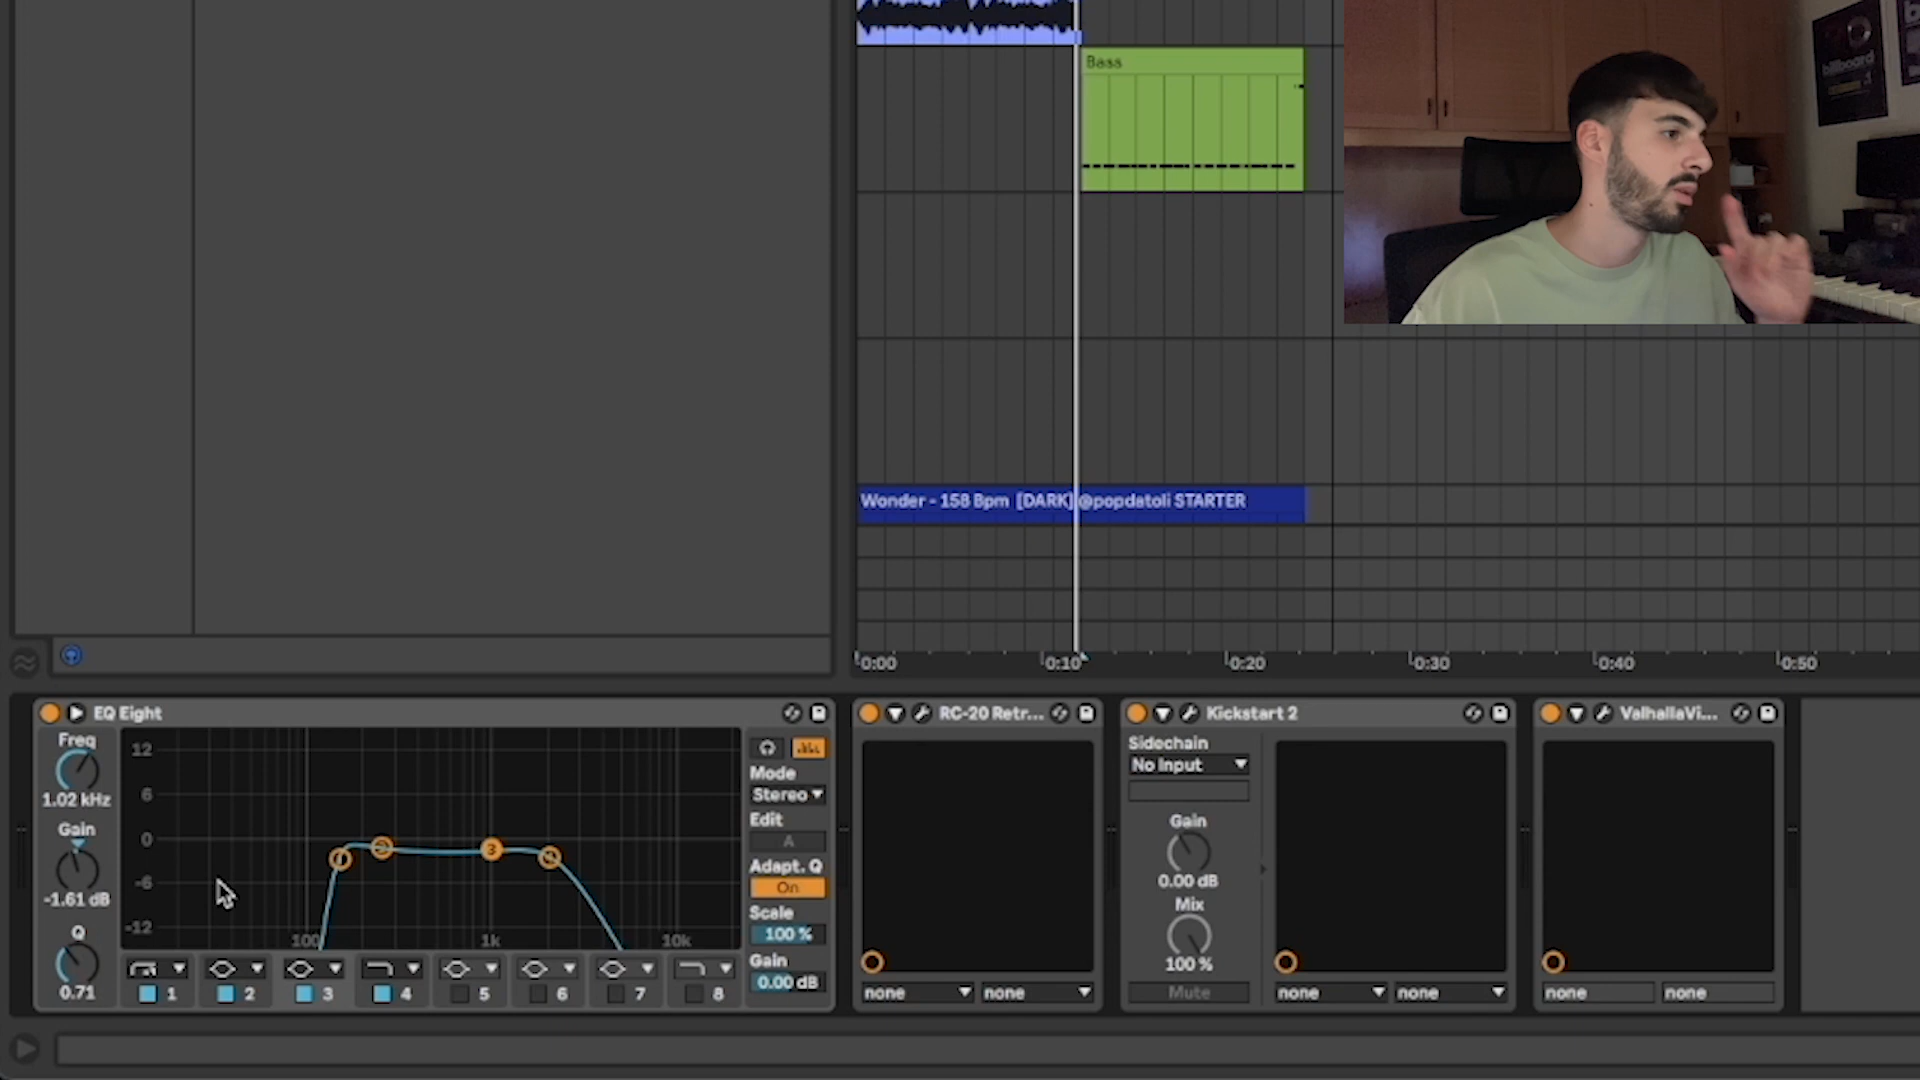 Bass
billboard
Wonder - 158 Bpm [DARK] @popdatoli STARTER
0:00
0:10
0:20
0:30
0:40
0:50
EQ Eight
Freq
1.02 kHz
Gain
-1.61 dB
Q
0.71
12
6
0
-6
-12
100
1k
10k
3
1
2
3
4
5
6
7
8
Mode
Stereo
Edit
A
Adapt. Q
On
Scale
100 %
Gain
0.00 dB
RC-20 Retr...
none
none
Kickstart 2
Sidechain
No Input
Gain
0.00 dB
Mix
100 %
Mute
none
none
ValhallaVi...
none
none